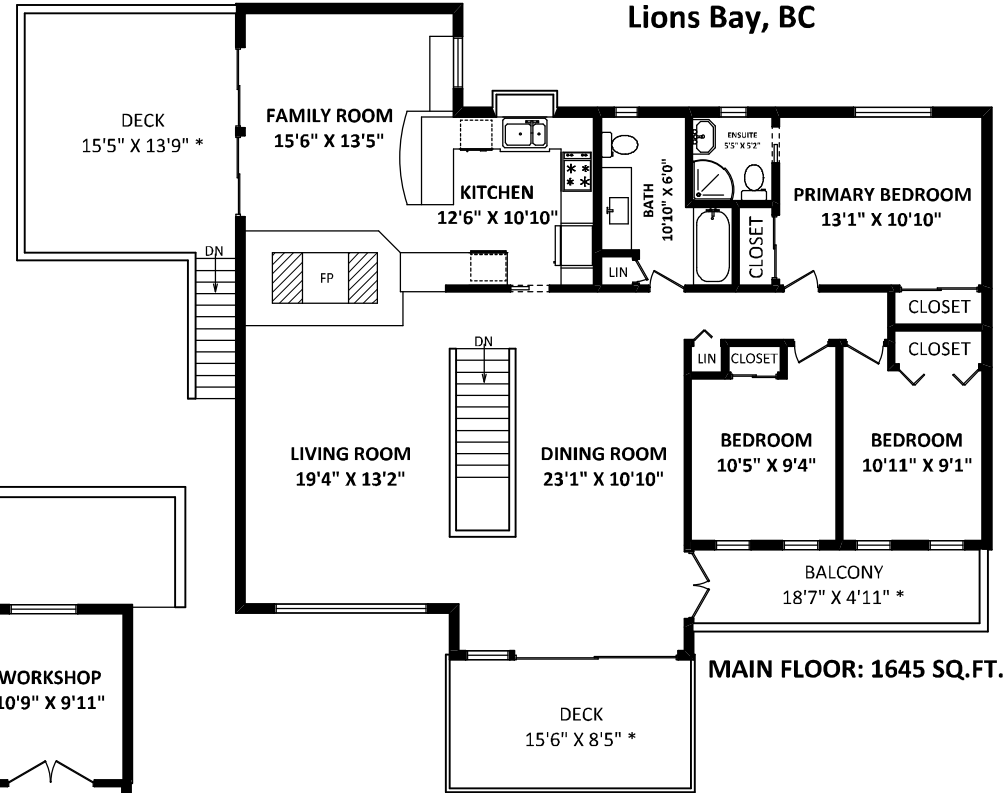 Lions Bay, BC
DECK
15'5" X 13'9" *
FAMILY ROOM
15'6" X 13'5"
KITCHEN
12'6" X 10'10"
BATH
10'10" X 6'0"
ENSUITE
5'5" X 5'2"
PRIMARY BEDROOM
13'1" X 10'10"
CLOSET
LIN
CLOSET
CLOSET
DN
FP
DN
LIN
CLOSET
LIVING ROOM
19'4" X 13'2"
DINING ROOM
23'1" X 10'10"
BEDROOM
10'5" X 9'4"
BEDROOM
10'11" X 9'1"
BALCONY
18'7" X 4'11" *
MAIN FLOOR: 1645 SQ.FT.
WORKSHOP
10'9" X 9'11"
DECK
15'6" X 8'5" *